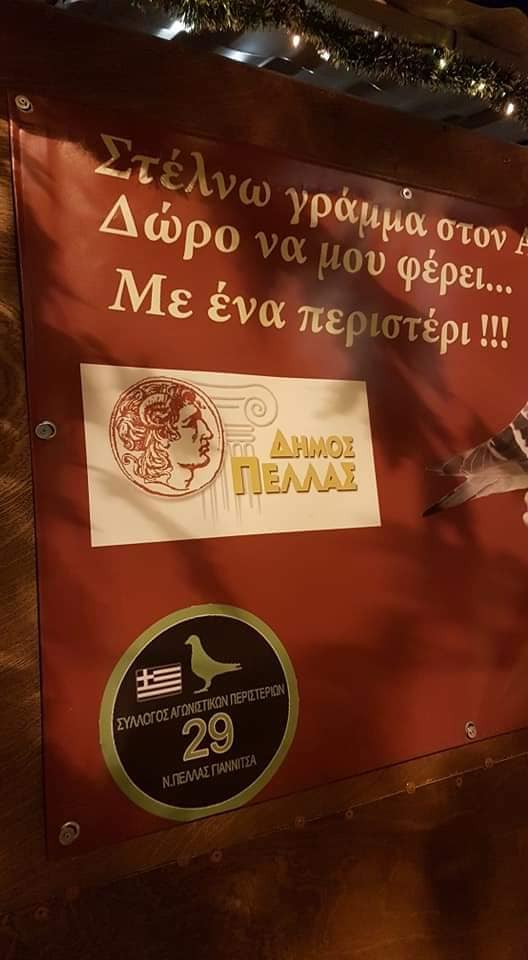 Στέλνω γράμμα στον Α
Δώρο να μου φέρει...
Με ένα περιστέρι !!!
ΔΗΜΟΣ
ΠΕΛΛΑΣ
ΣΥΛΛΟΓΟΣ ΑΓΩΝΙΣΤΙΚΩΝ ΠΕΡΙΣΤΕΡΙΩΝ
29
Ν.ΠΕΛΛΑΣ ΓΙΑΝΝΙΤΣΑ